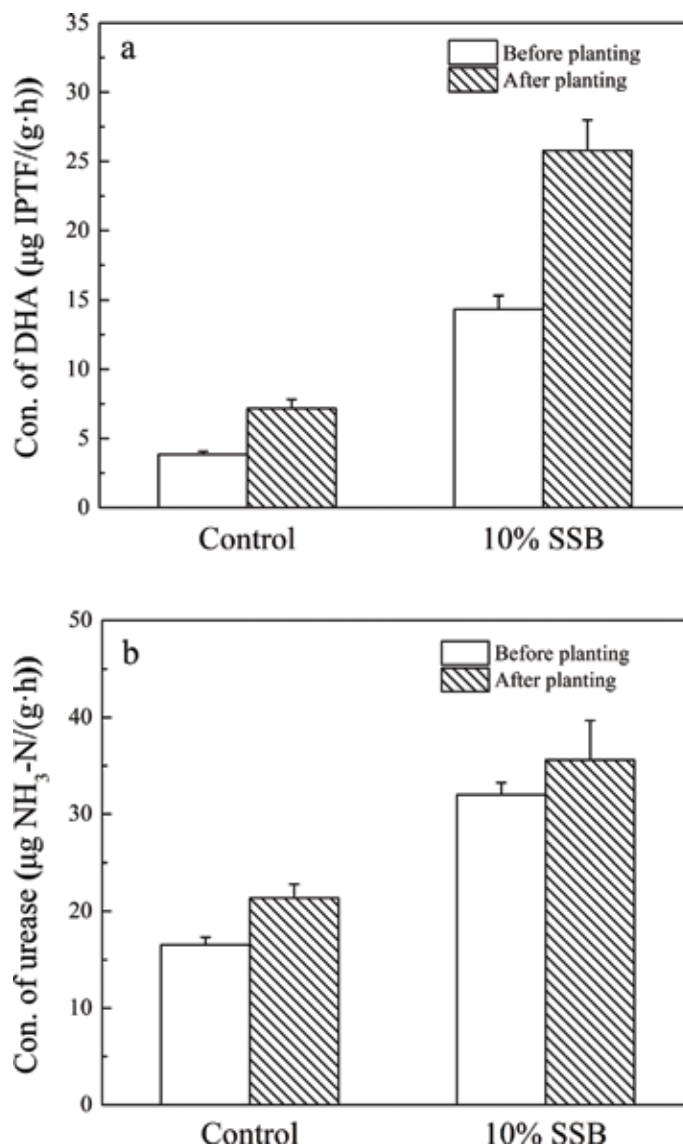 a
Before planting
After planting
35
30
25
20
15
10
5
0
Con. of DHA (μg IPTF/(g·h))
Control 10% SSB
b
Before planting
After planting
50
40
30
20
10
0
Con. of urease (μg NH₃-N/(g·h))
Control 10% SSB